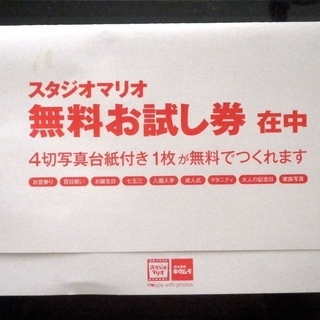 スタジオマリオ
無料お試し券 在中
4切写真台紙付き1枚が無料でつくれます
お宮参り 百日祝い お誕生日 七五三 入園入学 成人式 マタニティ 大人の記念日 家族写真
スタジオマリオ カメラのキタムラ
Happy with photos.